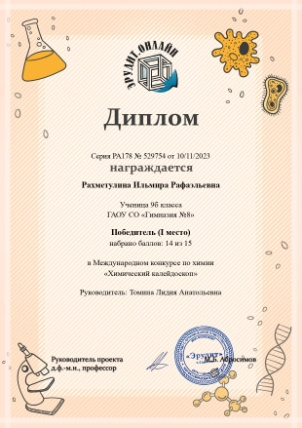 ЭРУДИТ.ОНЛАЙН
Диплом
Серия РА178 № 529754 от 10/11/2023
награждается
Рахметулина Ильмира Рафаэльевна
Ученица 9б класса
ГАОУ СО «Гимназия №8»
Победитель (I место)
набрано баллов: 14 из 15
в Международном конкурсе по химии
«Химический калейдоскоп»
Руководитель: Томина Лидия Анатольевна
Руководитель проекта
д.ф.-м.н., профессор
«Эрудит»
М.К. Абросимов